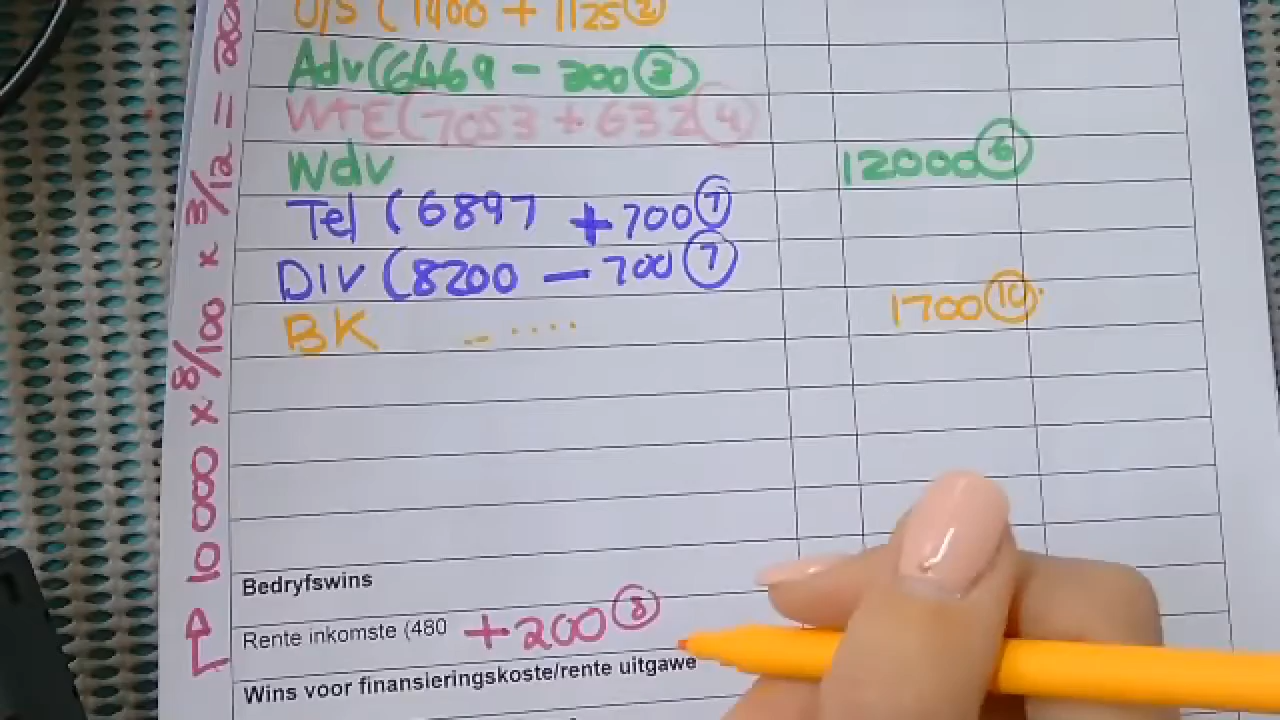 U/S ( 1400 + 1125 ②
Adv (6469 - 300 ③
W+E (7053 + 632 ④
Wdv 12000 ⑥
Tel ( 6897 + 700 ⑦
Div (8200 - 700 ⑦
BK - .... 1700 ⑩
Bedryfswins
Rente inkomste (480 + 200 ⑧
Wins voor finansieringskoste/rente uitgawe
10 000 x 8/100 x 3/12 =